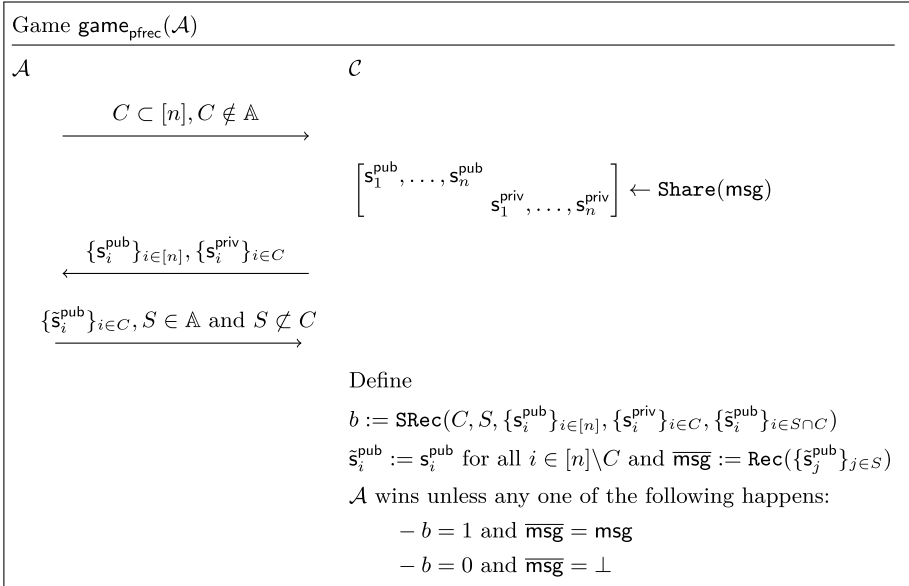 Game game_pfrec(𝒜)
𝒜 𝒞
C ⊂ [n], C ∉ 𝔸
[s_1^pub, . . . , s_n^pub
s_1^priv, . . . , s_n^priv] ← Share(msg)
{s_i^pub}_{i∈[n]}, {s_i^priv}_{i∈C}
{s̃_i^pub}_{i∈C}, S ∈ 𝔸 and S ⊄ C
Define
b := SRec(C, S, {s_i^pub}_{i∈[n]}, {s_i^priv}_{i∈C}, {s̃_i^pub}_{i∈S∩C})
s̃_i^pub := s_i^pub for all i ∈ [n]\C and \overline{msg} := Rec({s̃_j^pub}_{j∈S})
𝒜 wins unless any one of the following happens:
− b = 1 and \overline{msg} = msg
− b = 0 and \overline{msg} = ⊥